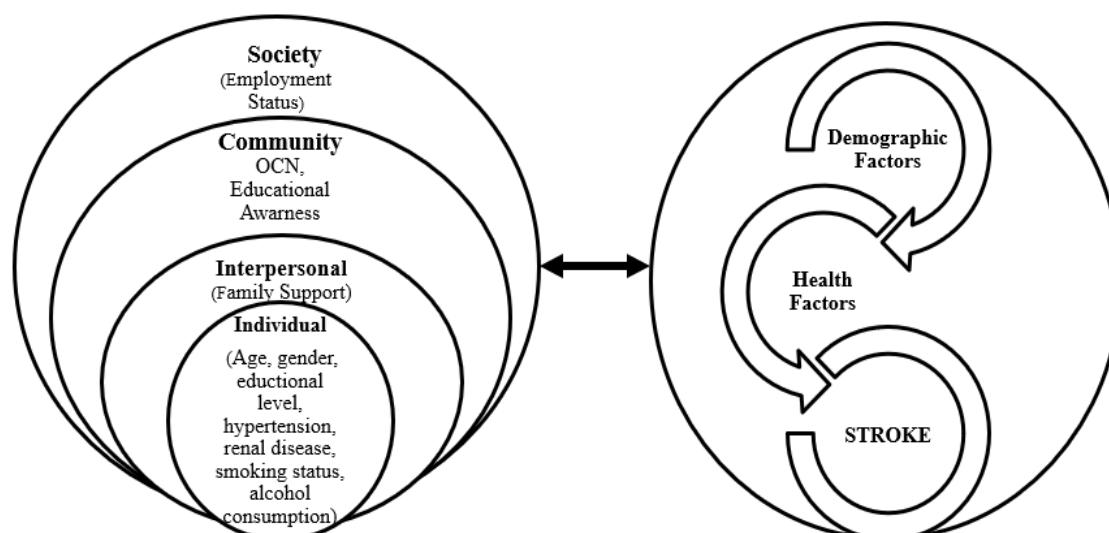 Society
(Employment
Status)
Community
OCN,
Educational
Awarness
Interpersonal
(Family Support)
Individual
(Age, gender,
eductional
level,
hypertension,
renal disease,
smoking status,
alcohol
consumption)
Demographic
Factors
Health
Factors
STROKE